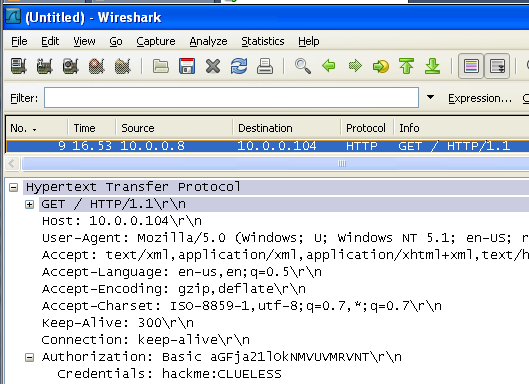 (Untitled) - Wireshark
File Edit View Go Capture Analyze Statistics Help
Filter: Expression... C
No. Time Source Destination Protocol Info
9 16.53 10.0.0.8 10.0.0.104 HTTP GET / HTTP/1.1
Hypertext Transfer Protocol
GET / HTTP/1.1\r\n
Host: 10.0.0.104\r\n
User-Agent: Mozilla/5.0 (Windows; U; Windows NT 5.1; en-US; r
Accept: text/xml,application/xml,application/xhtml+xml,text/h
Accept-Language: en-us,en;q=0.5\r\n
Accept-Encoding: gzip,deflate\r\n
Accept-Charset: ISO-8859-1,utf-8;q=0.7,*;q=0.7\r\n
Keep-Alive: 300\r\n
Connection: keep-alive\r\n
Authorization: Basic aGFja21lOkNMVUVMRVNT\r\n
Credentials: hackme:CLUELESS